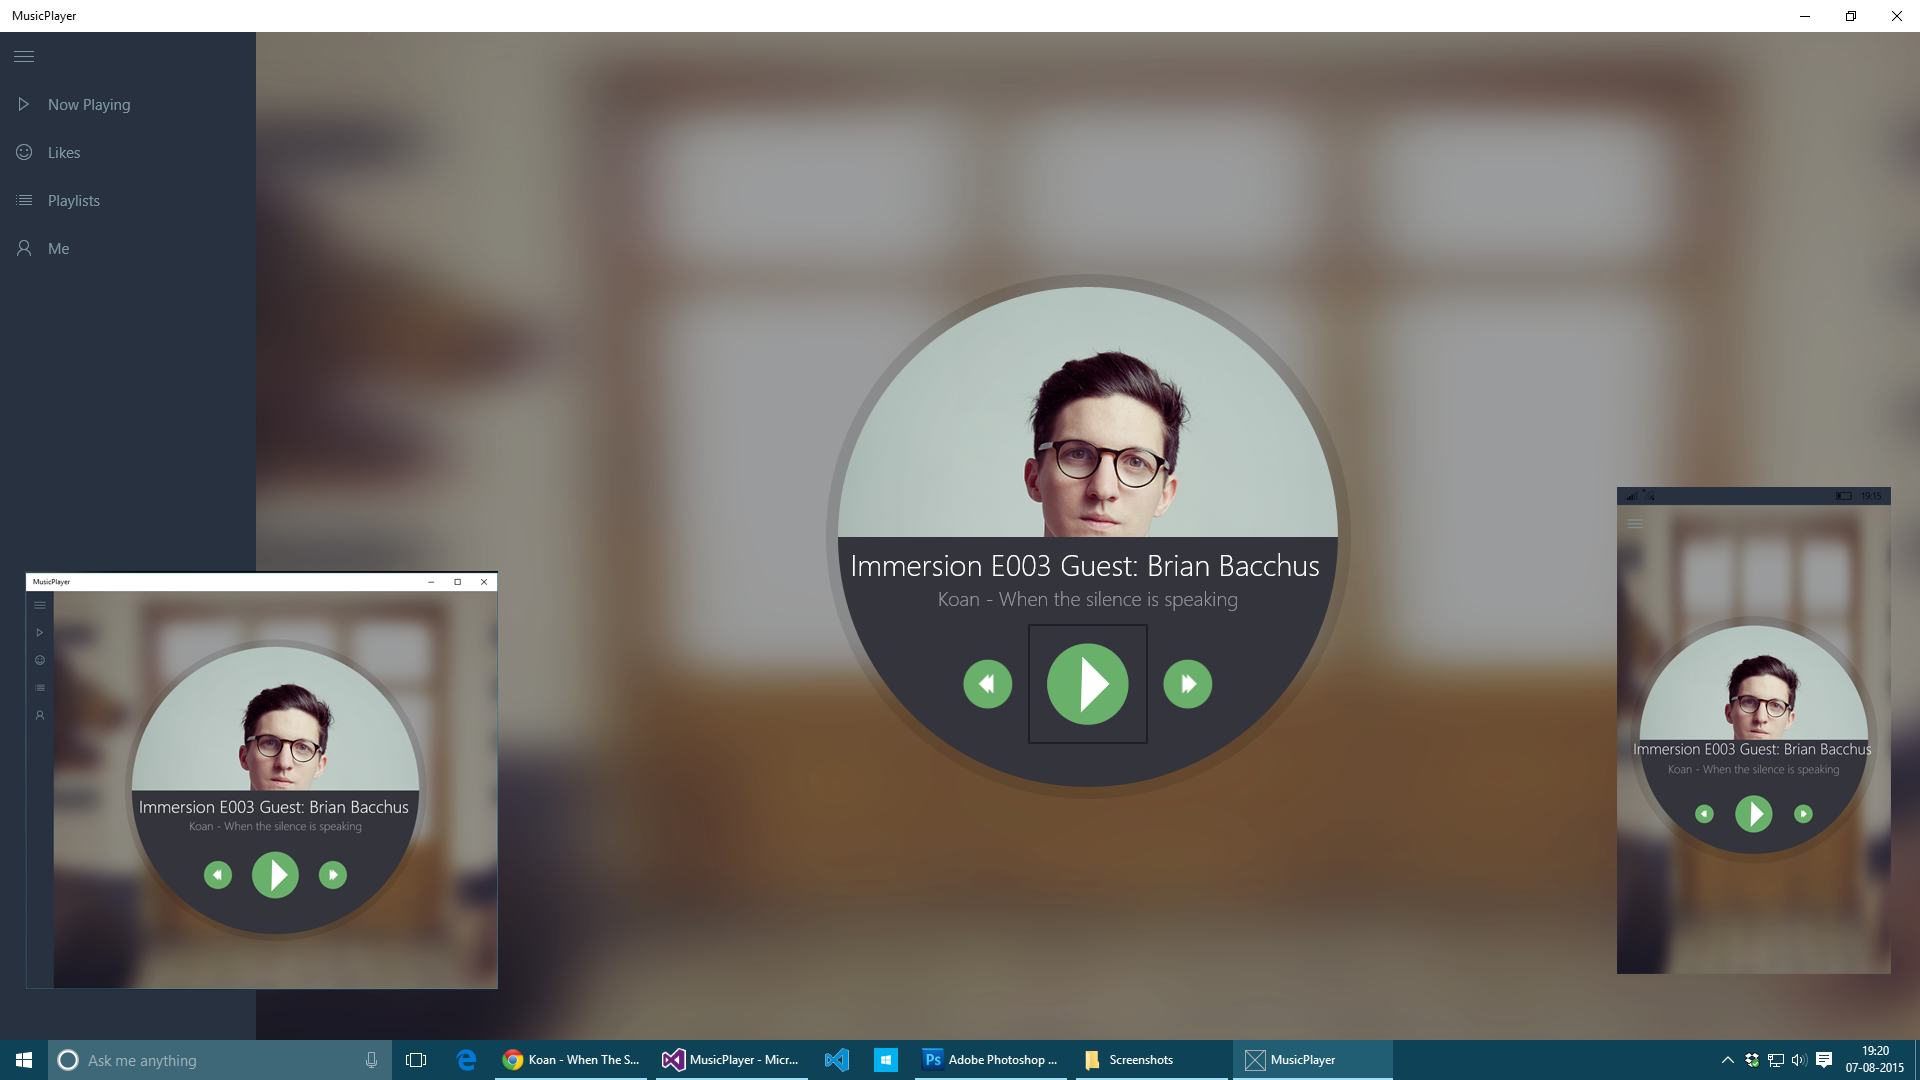 MusicPlayer
Now Playing
Likes
Playlists
Me
Immersion E003 Guest: Brian Bacchus
Koan - When the silence is speaking
MusicPlayer
Immersion E003 Guest: Brian Bacchus
Koan - When the silence is speaking
19:15
Immersion E003 Guest: Brian Bacchus
Koan - When the silence is speaking
Ask me anything
Koan - When The S...
MusicPlayer - Micr...
Ps
Adobe Photoshop ...
Screenshots
MusicPlayer
19:20
07-08-2015